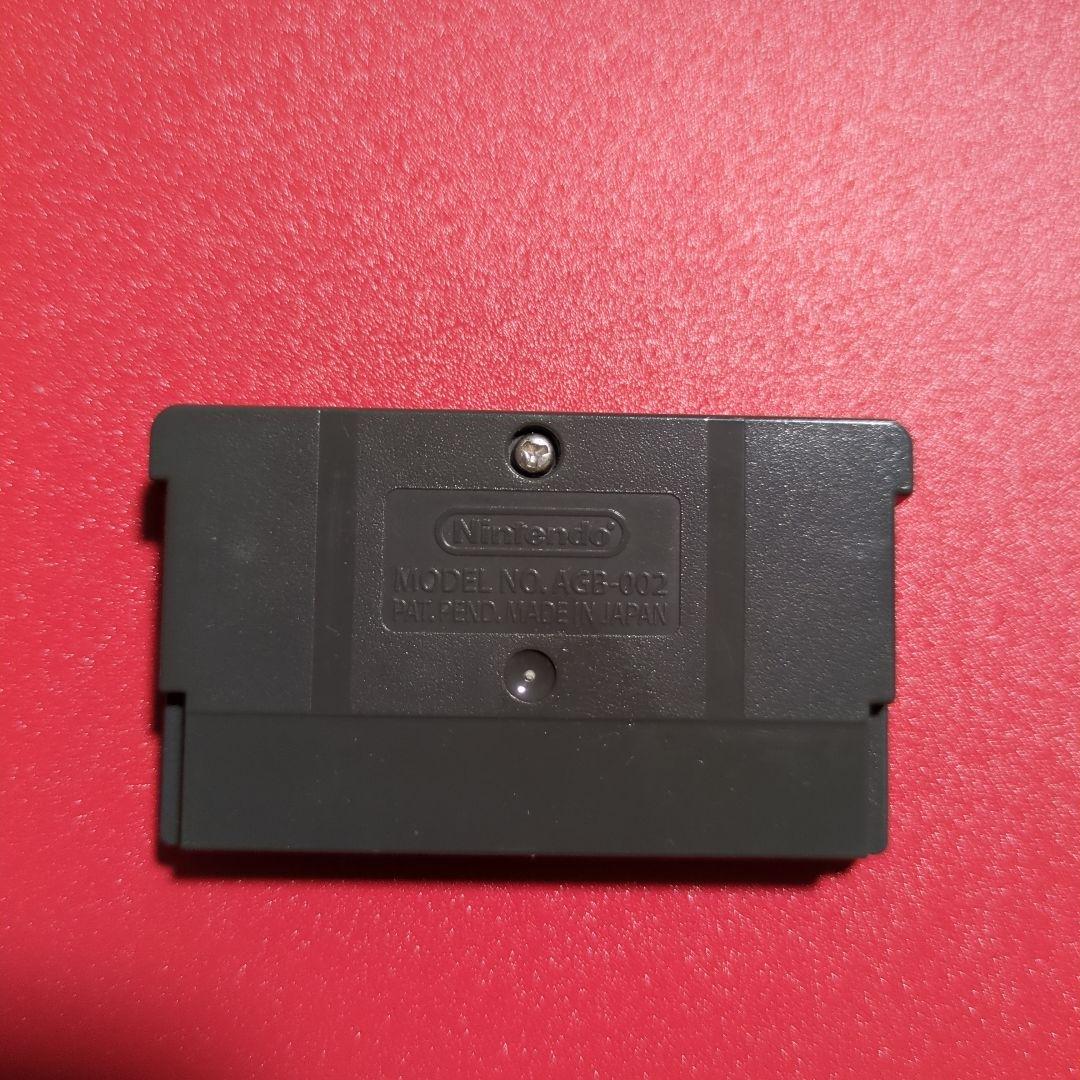 Nintendo
MODEL NO. AGB-002
PAT. PEND. MADE IN JAPAN